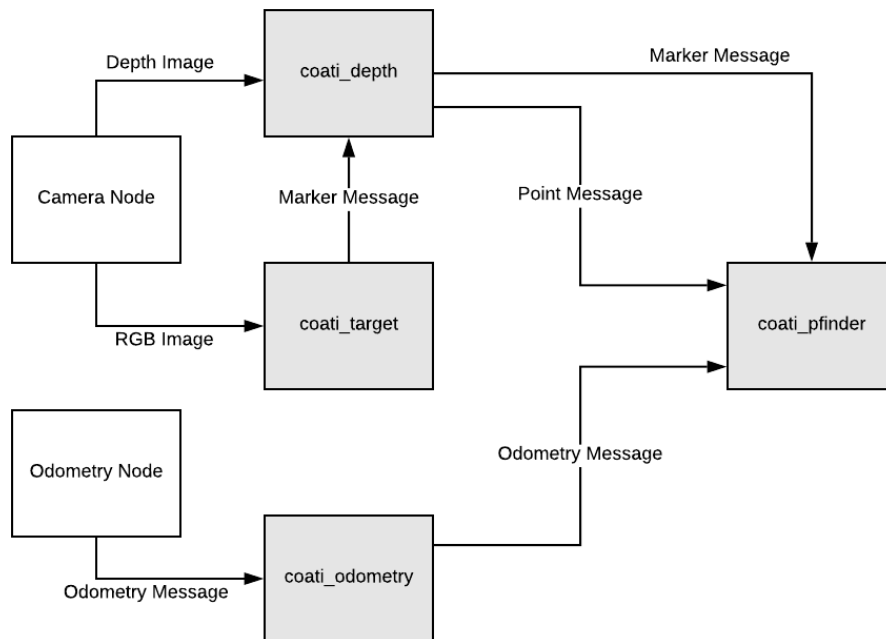 Depth Image
coati_depth
Marker Message
Camera Node
Marker Message
Point Message
RGB Image
coati_target
coati_pfinder
Odometry Node
Odometry Message
Odometry Message
coati_odometry